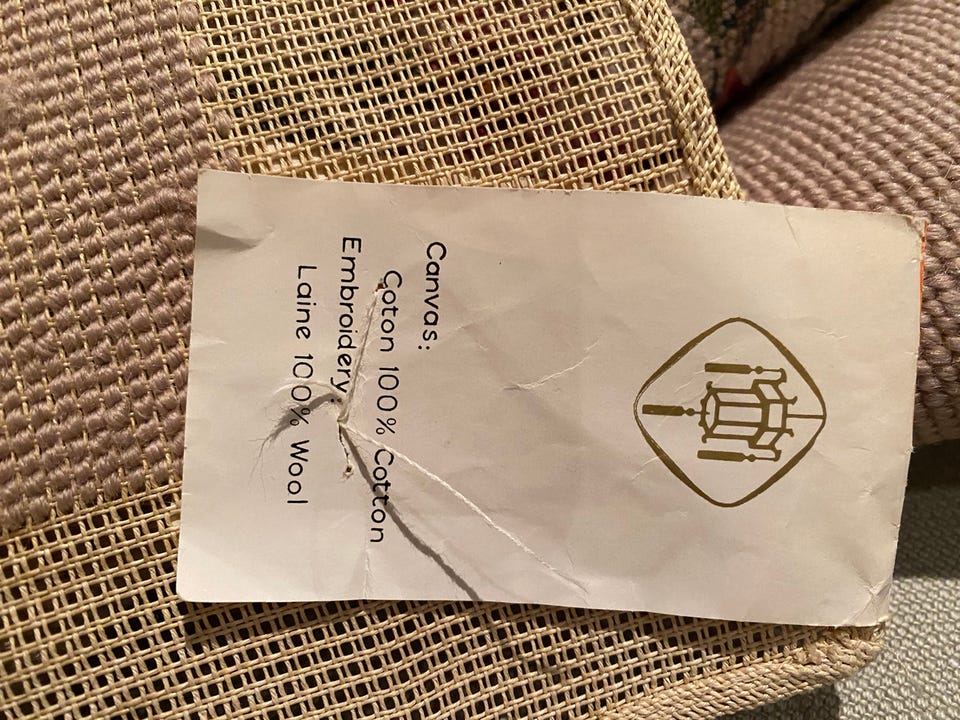 Canvas:
Coton 100% Cotton
Embroidery:
Laine 100% Wool